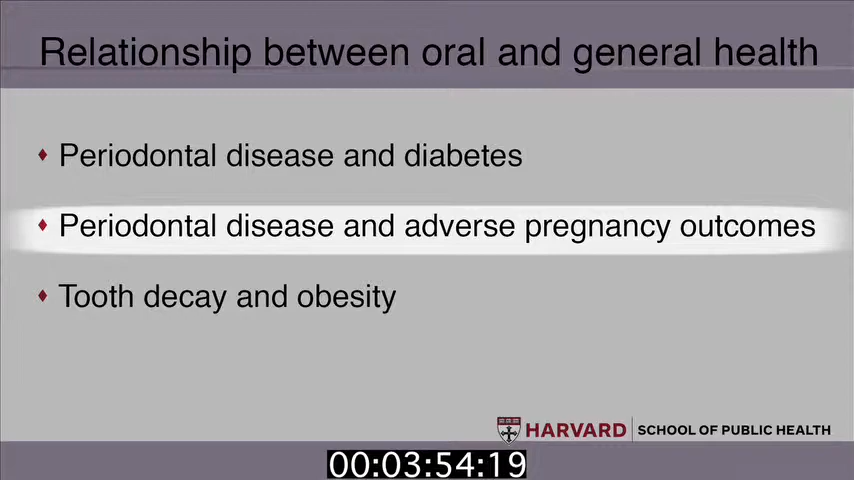 Relationship between oral and general health
♦ Periodontal disease and diabetes
♦ Periodontal disease and adverse pregnancy outcomes
♦ Tooth decay and obesity
HARVARD SCHOOL OF PUBLIC HEALTH
00:03:54:19